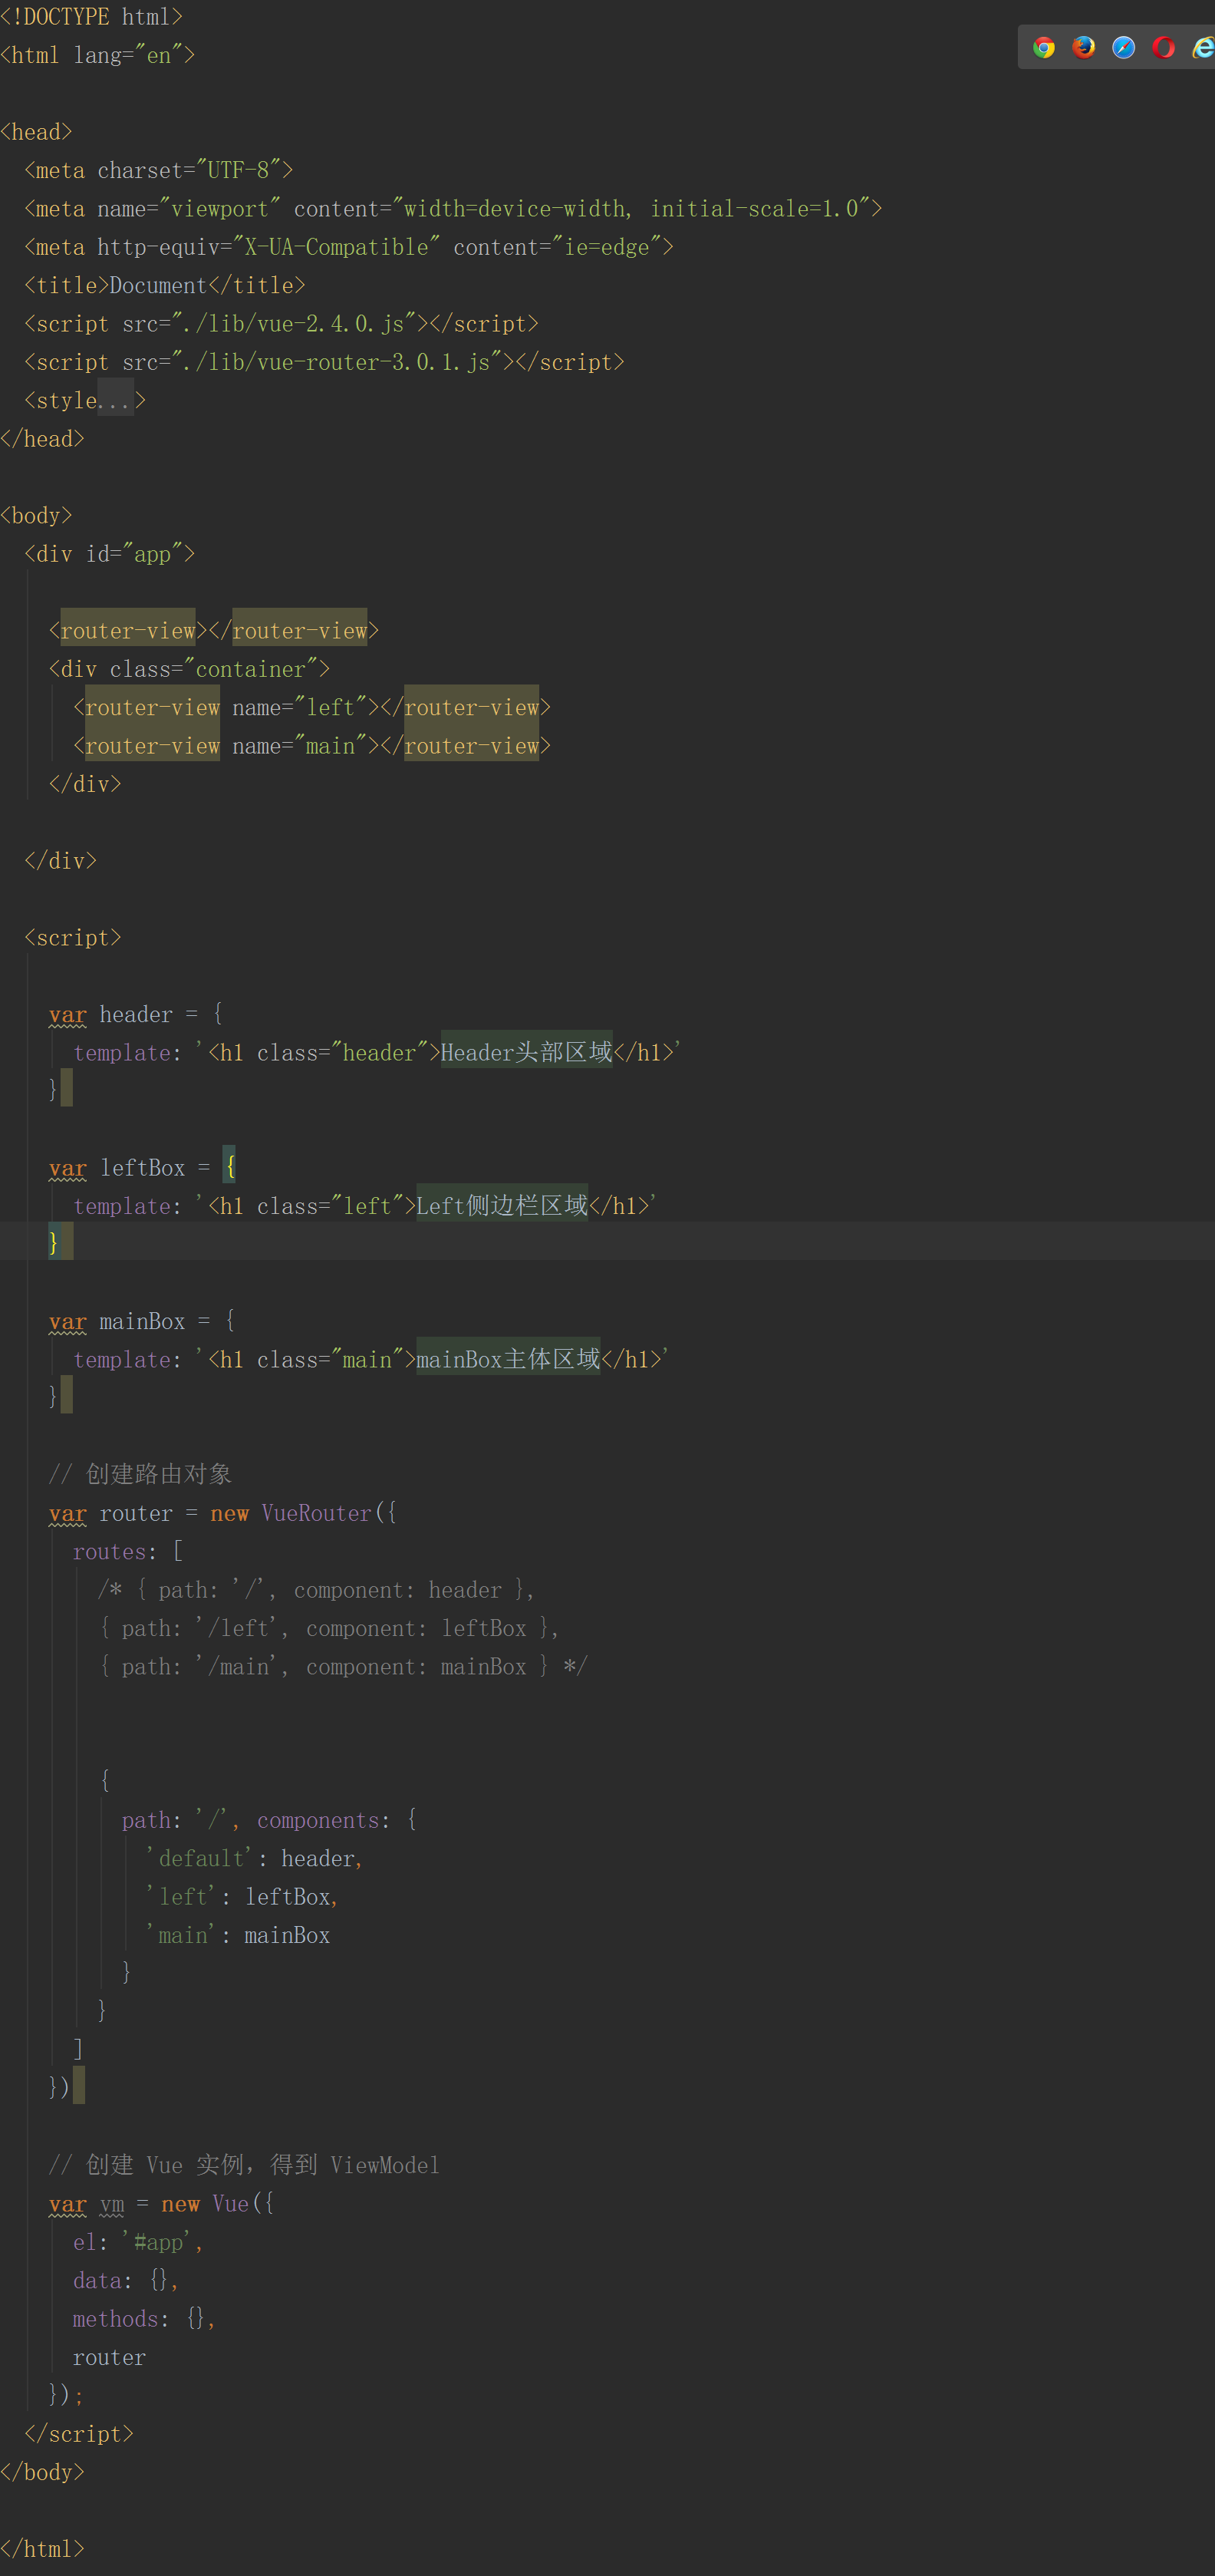 <!DOCTYPE html>
<html lang="en">
<head>
<meta charset="UTF-8">
<meta name="viewport" content="width=device-width, initial-scale=1.0">
<meta http-equiv="X-UA-Compatible" content="ie=edge">
<title>Document</title>
<script src="./lib/vue-2.4.0.js"></script>
<script src="./lib/vue-router-3.0.1.js"></script>
<style...>
</head>
<body>
<div id="app">
<router-view></router-view>
<div class="container">
<router-view name="left"></router-view>
<router-view name="main"></router-view>
</div>
</div>
<script>
var header = {
template: '<h1 class="header">Header头部区域</h1>'
}
var leftBox = {
template: '<h1 class="left">Left侧边栏区域</h1>'
}
var mainBox = {
template: '<h1 class="main">mainBox主体区域</h1>'
}
// 创建路由对象
var router = new VueRouter({
routes: [
/* { path: '/', component: header },
{ path: '/left', component: leftBox },
{ path: '/main', component: mainBox } */
{
path: '/', components: {
'default': header,
'left': leftBox,
'main': mainBox
}
}
]
})
// 创建 Vue 实例，得到 ViewModel
var vm = new Vue({
el: '#app',
data: {},
methods: {},
router
});
</script>
</body>
</html>